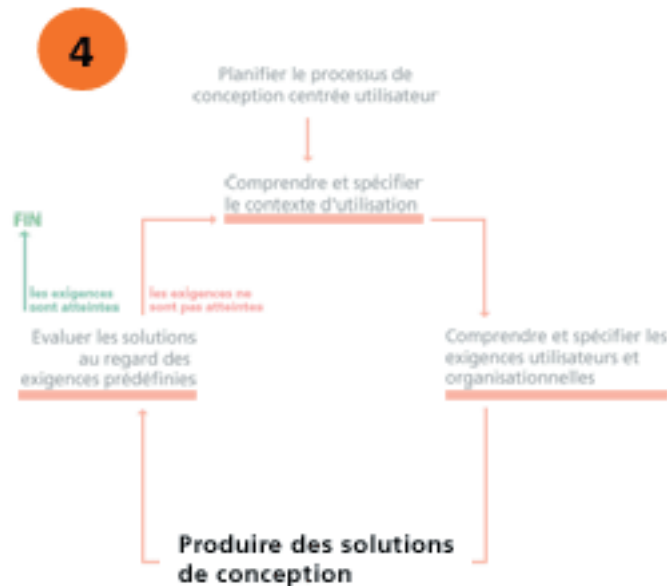 4
Planifier le processus de
conception centrée utilisateur
Comprendre et spécifier
le contexte d'utilisation
FIN
les exigences
sont atteintes
les exigences ne
sont pas atteintes
Evaluer les solutions
au regard des
exigences prédéfinies
Comprendre et spécifier les
exigences utilisateurs et
organisationnelles
Produire des solutions
de conception